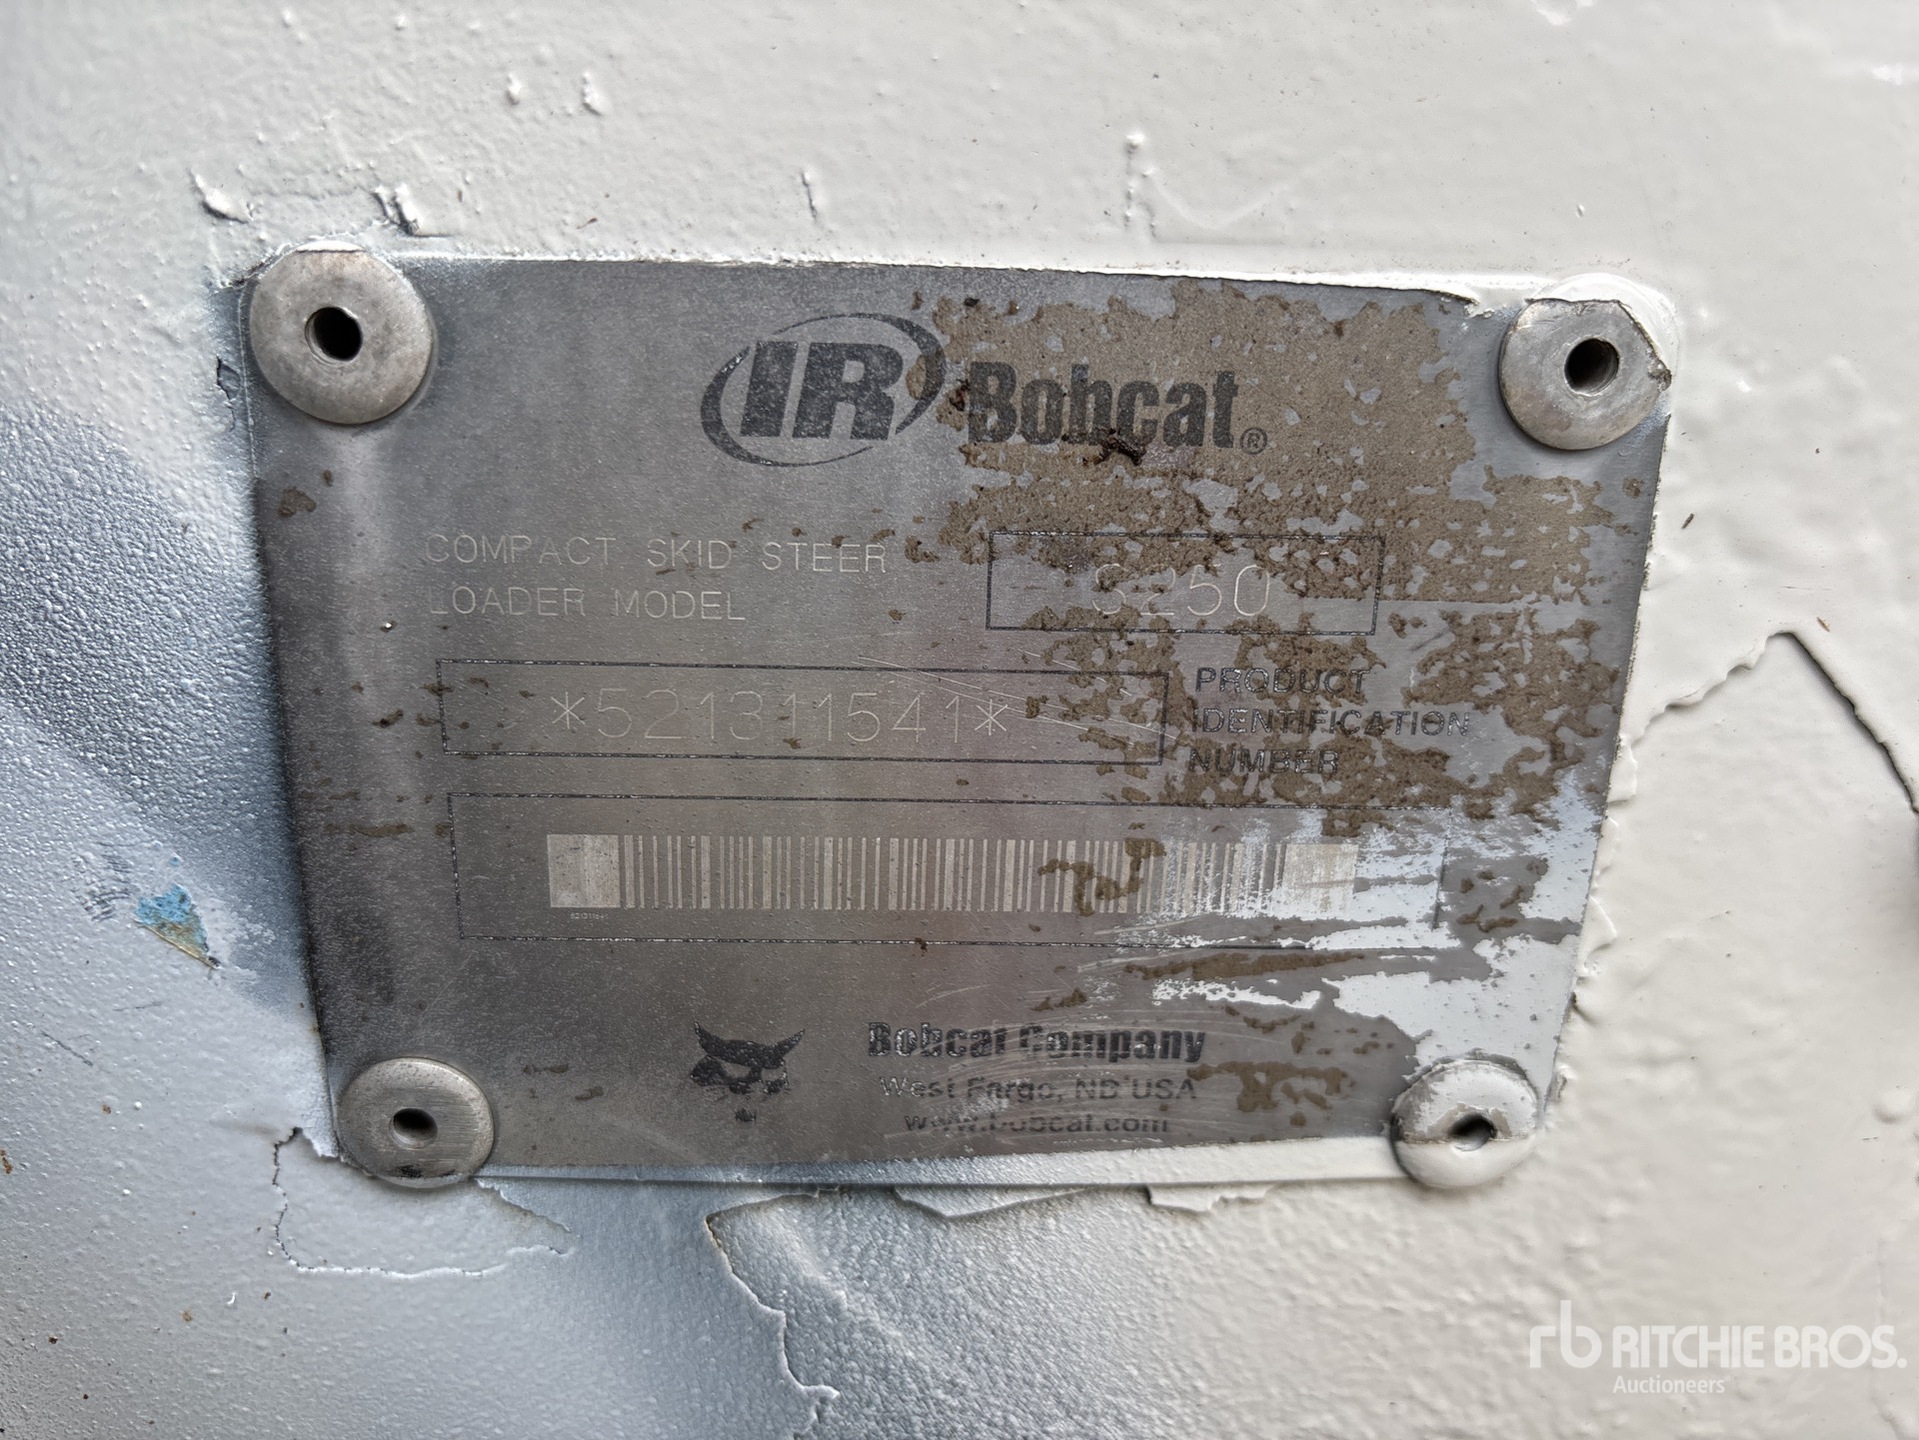 IR Bobcat®
COMPACT SKID STEER
LOADER MODEL
S250
*521311541*
PRODUCT
IDENTIFICATION
NUMBER
Bobcat Company
West Fargo, ND USA
www.bobcat.com
rb RITCHIE BROS.
Auctioneers